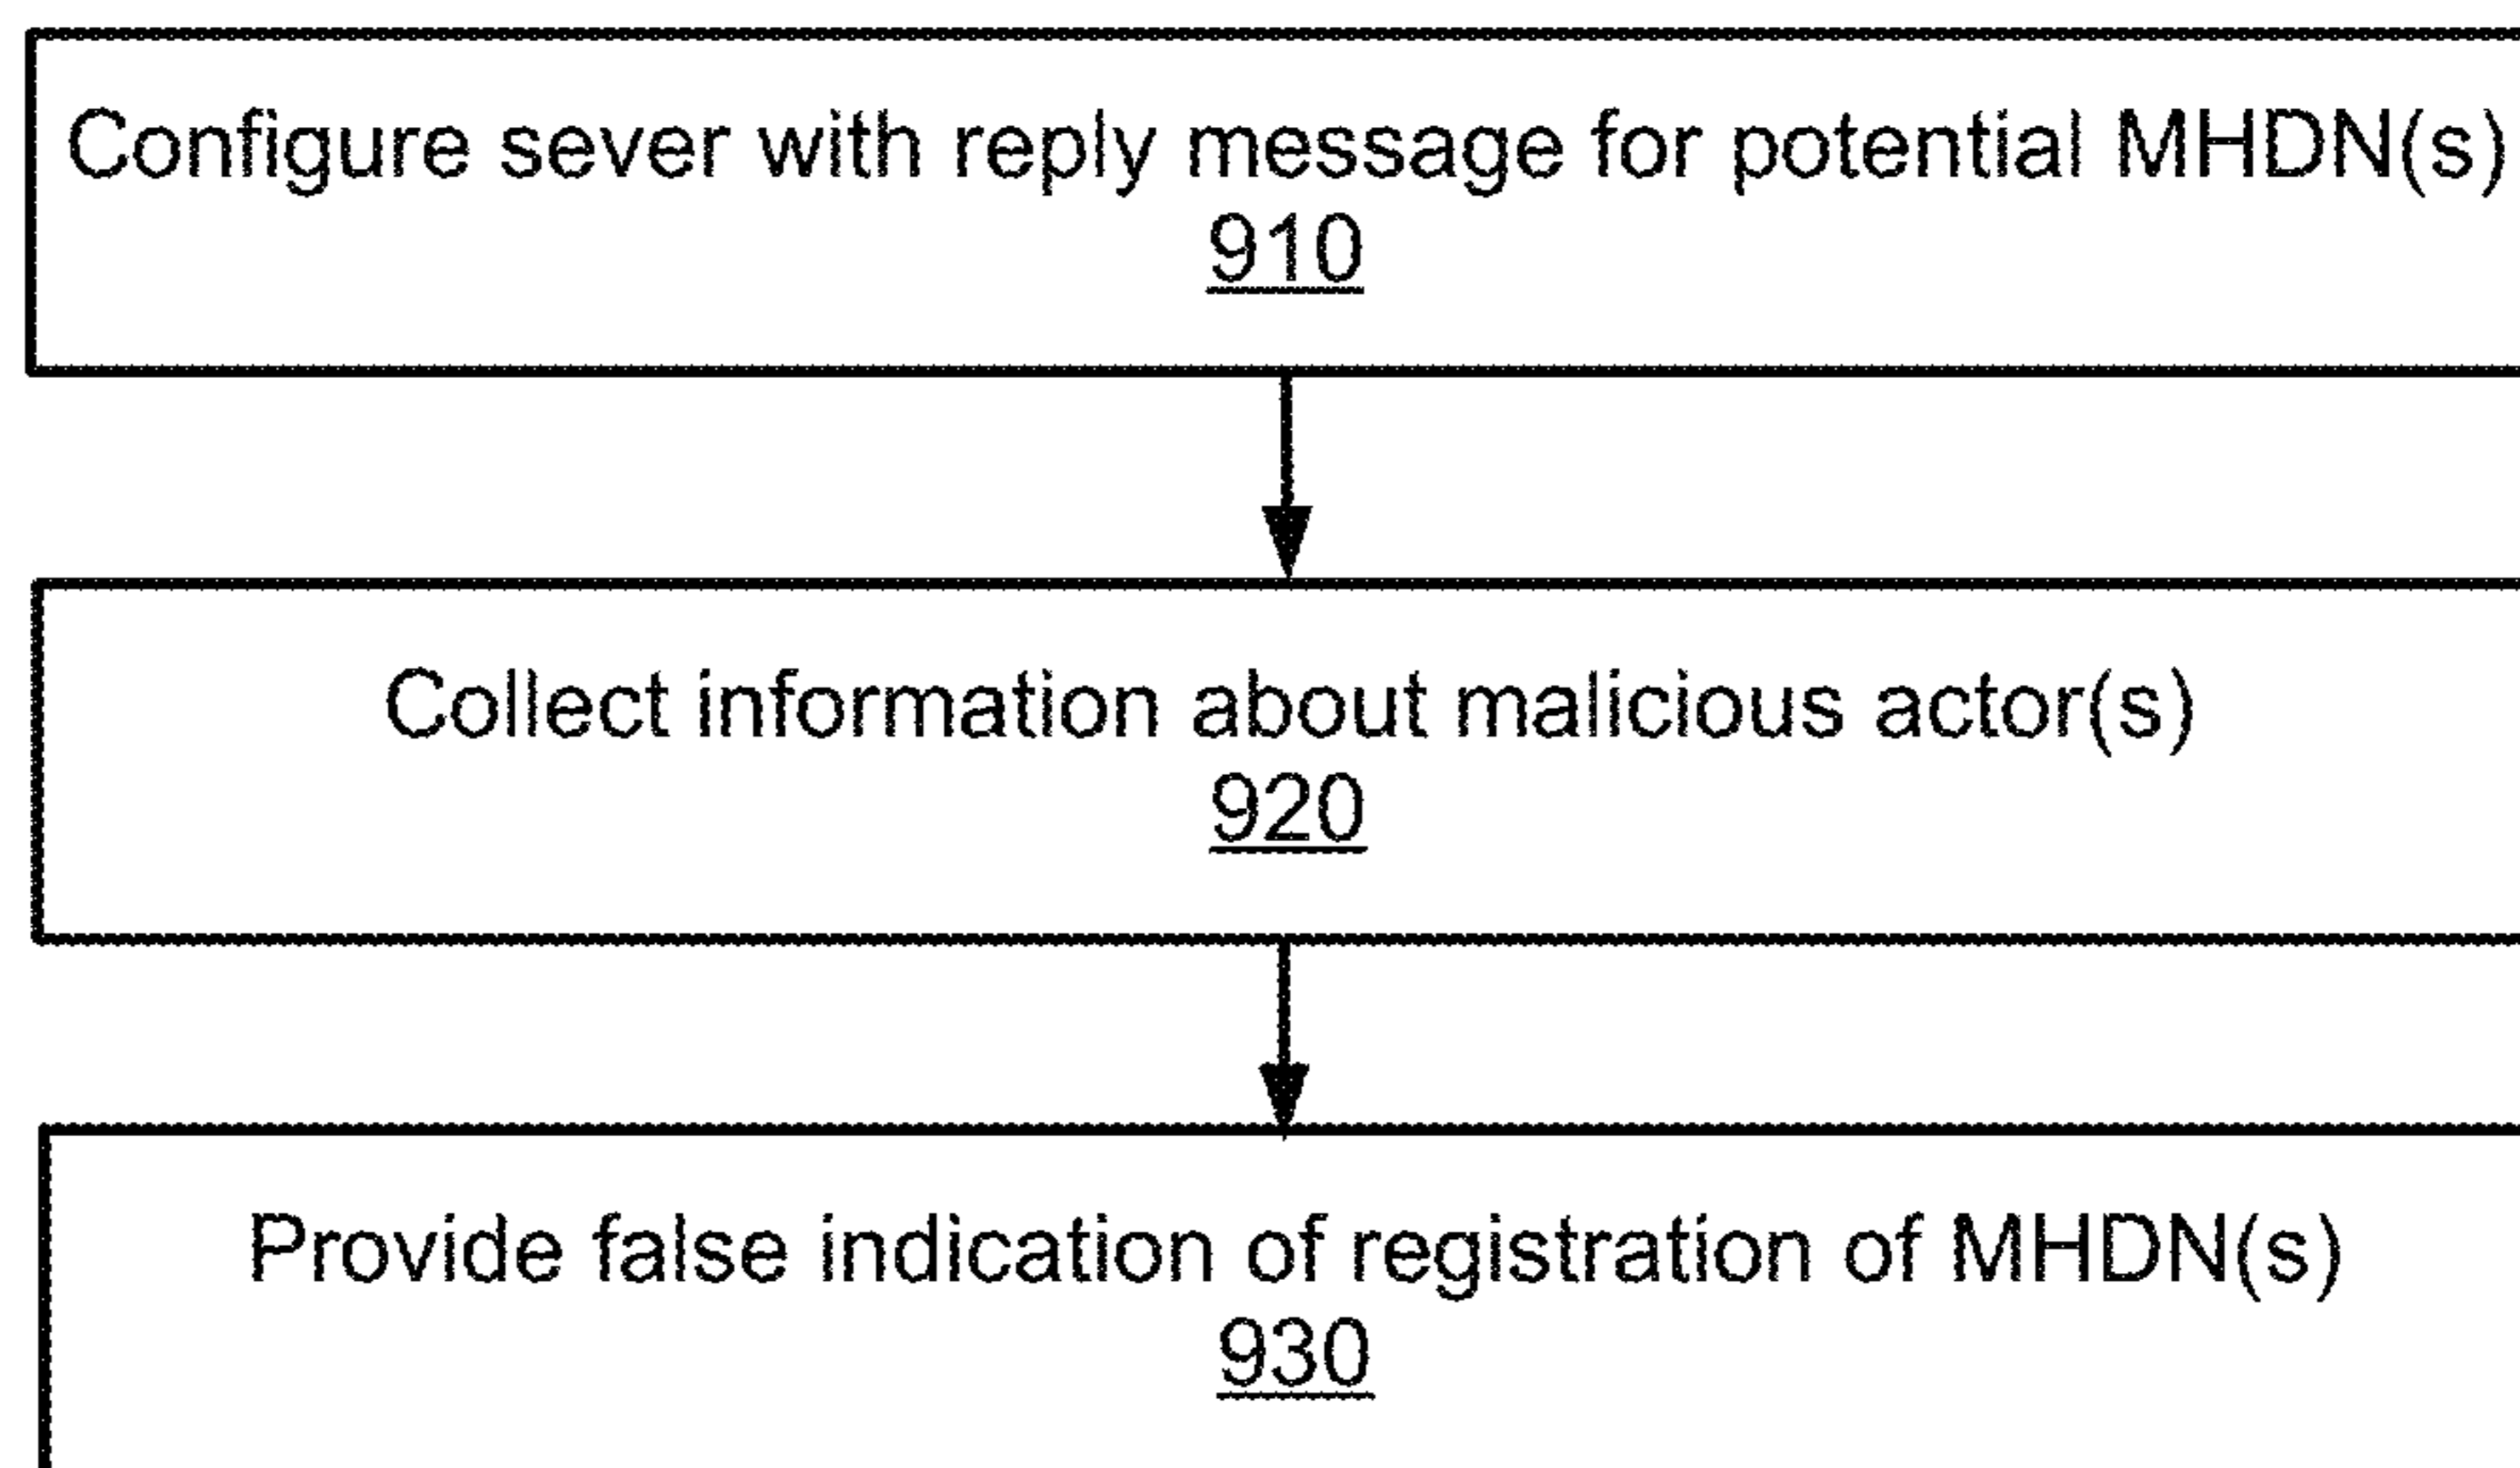 Configure sever with reply message for potential MHDN(s)
910
Collect information about malicious actor(s)
920
Provide false indication of registration of MHDN(s)
930